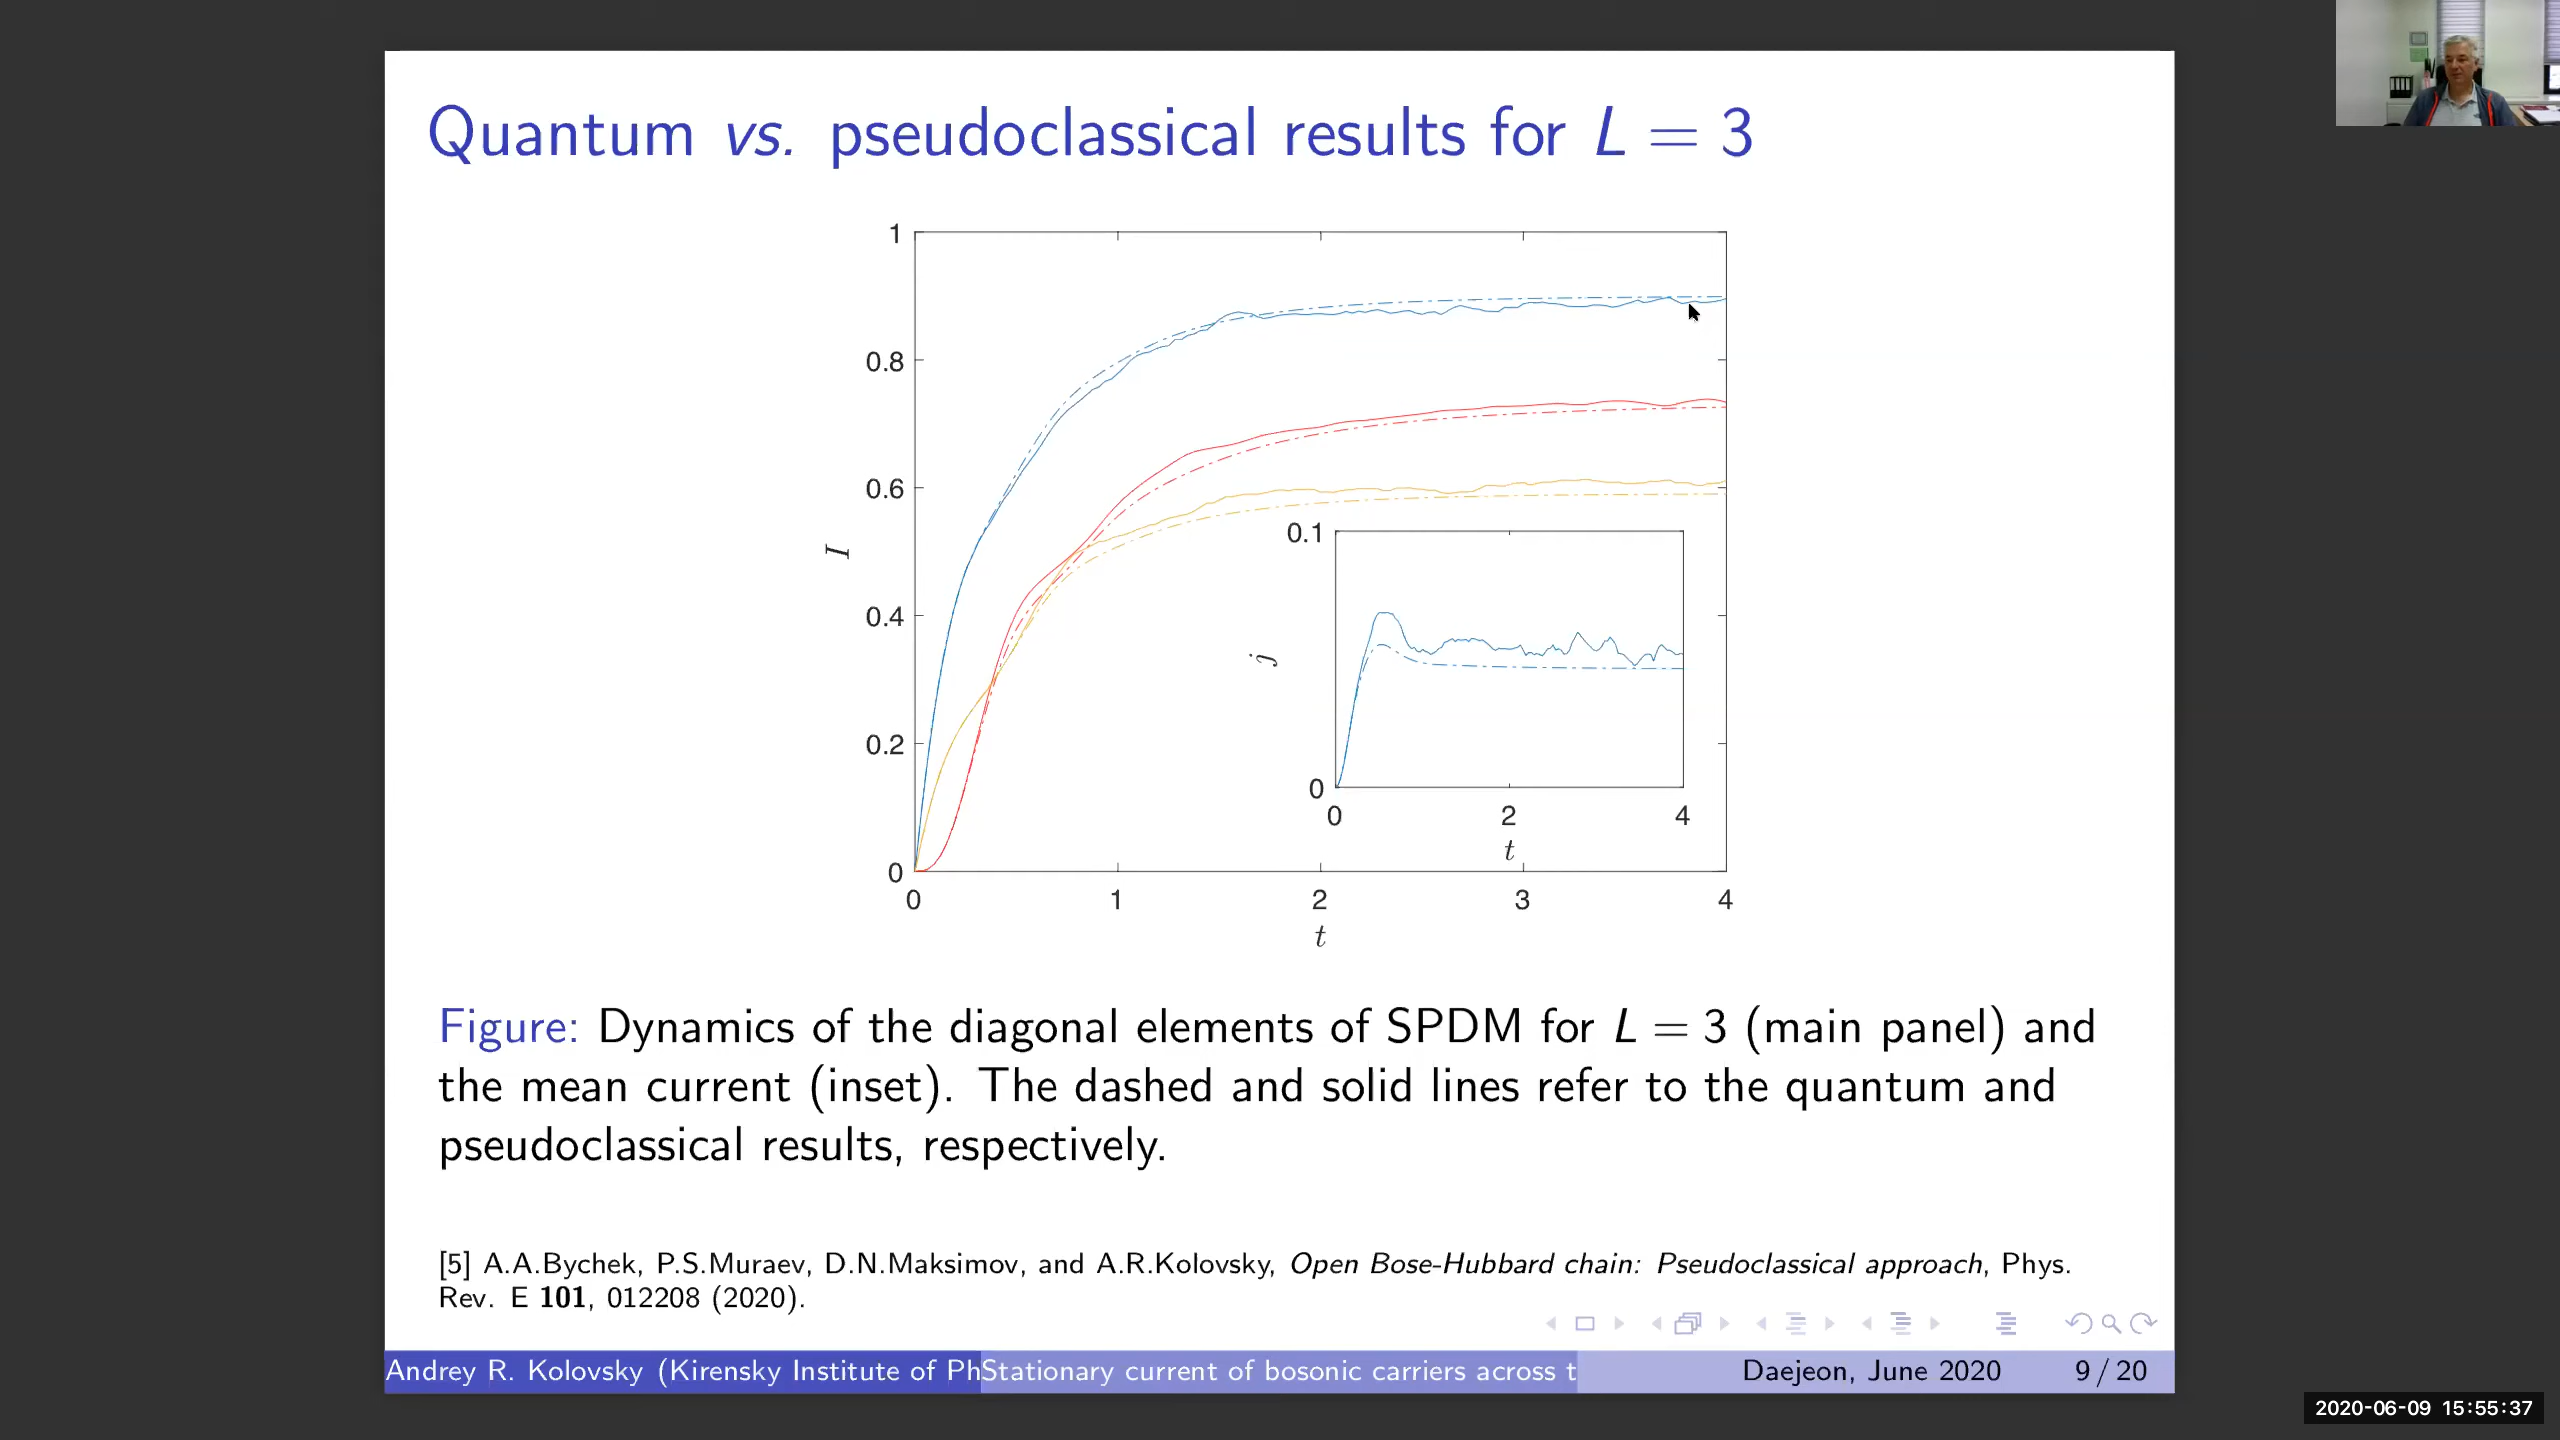 Quantum vs. pseudoclassical results for L = 3
1
0.8
0.6
0.4
0.2
0
I
0 1 2 3 4
t
0.1
0
j
0 2 4
t
Figure: Dynamics of the diagonal elements of SPDM for L = 3 (main panel) and
the mean current (inset). The dashed and solid lines refer to the quantum and
pseudoclassical results, respectively.
[5] A.A.Bychek, P.S.Muraev, D.N.Maksimov, and A.R.Kolovsky, Open Bose-Hubbard chain: Pseudoclassical approach, Phys.
Rev. E 101, 012208 (2020).
Andrey R. Kolovsky (Kirensky Institute of Ph Stationary current of bosonic carriers across t Daejeon, June 2020 9 / 20
2020-06-09 15:55:37